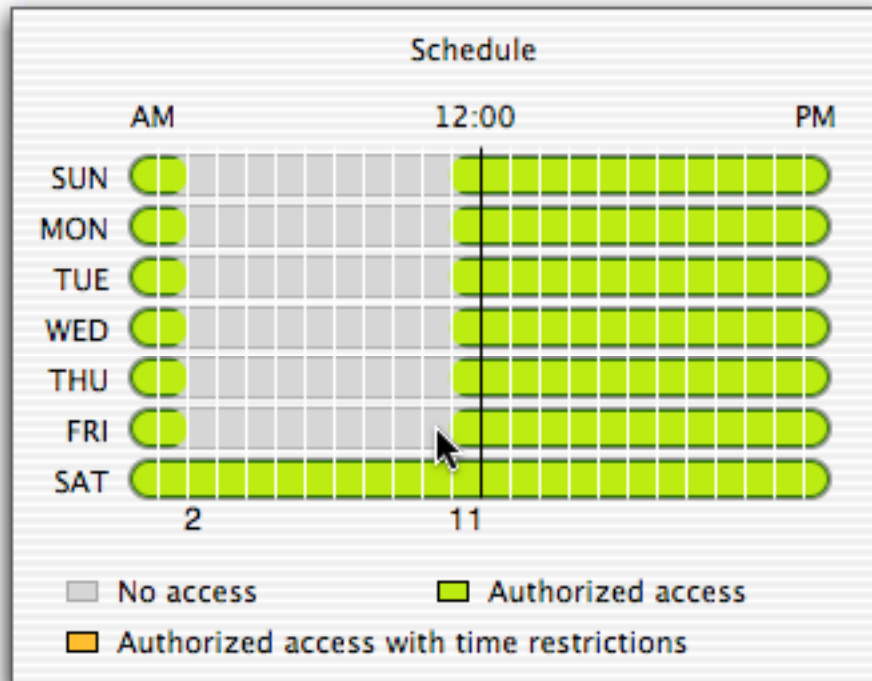 Schedule
AM 12:00 PM
SUN
MON
TUE
WED
THU
FRI
SAT
2 11
No access Authorized access
Authorized access with time restrictions